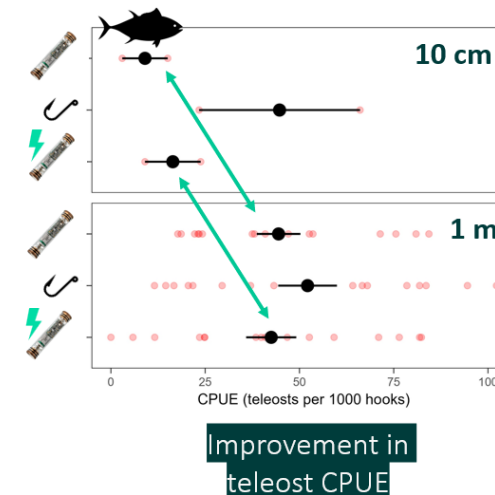 10 cm
1 m
0 25 50 75 100
CPUE (teleosts per 1000 hooks)
Improvement in
teleost CPUE